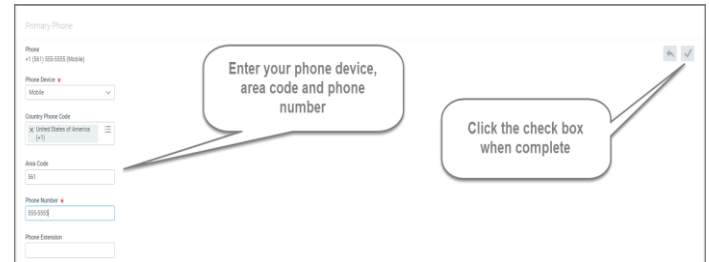 Primary Phone
Phone
+1 (561) 555-5555 (Mobile)
Phone Device *
Mobile
Country Phone Code
× United States of America
(+1)
Area Code
561
Phone Number *
555-5555
Phone Extension
Enter your phone device,
area code and phone
number
Click the check box
when complete